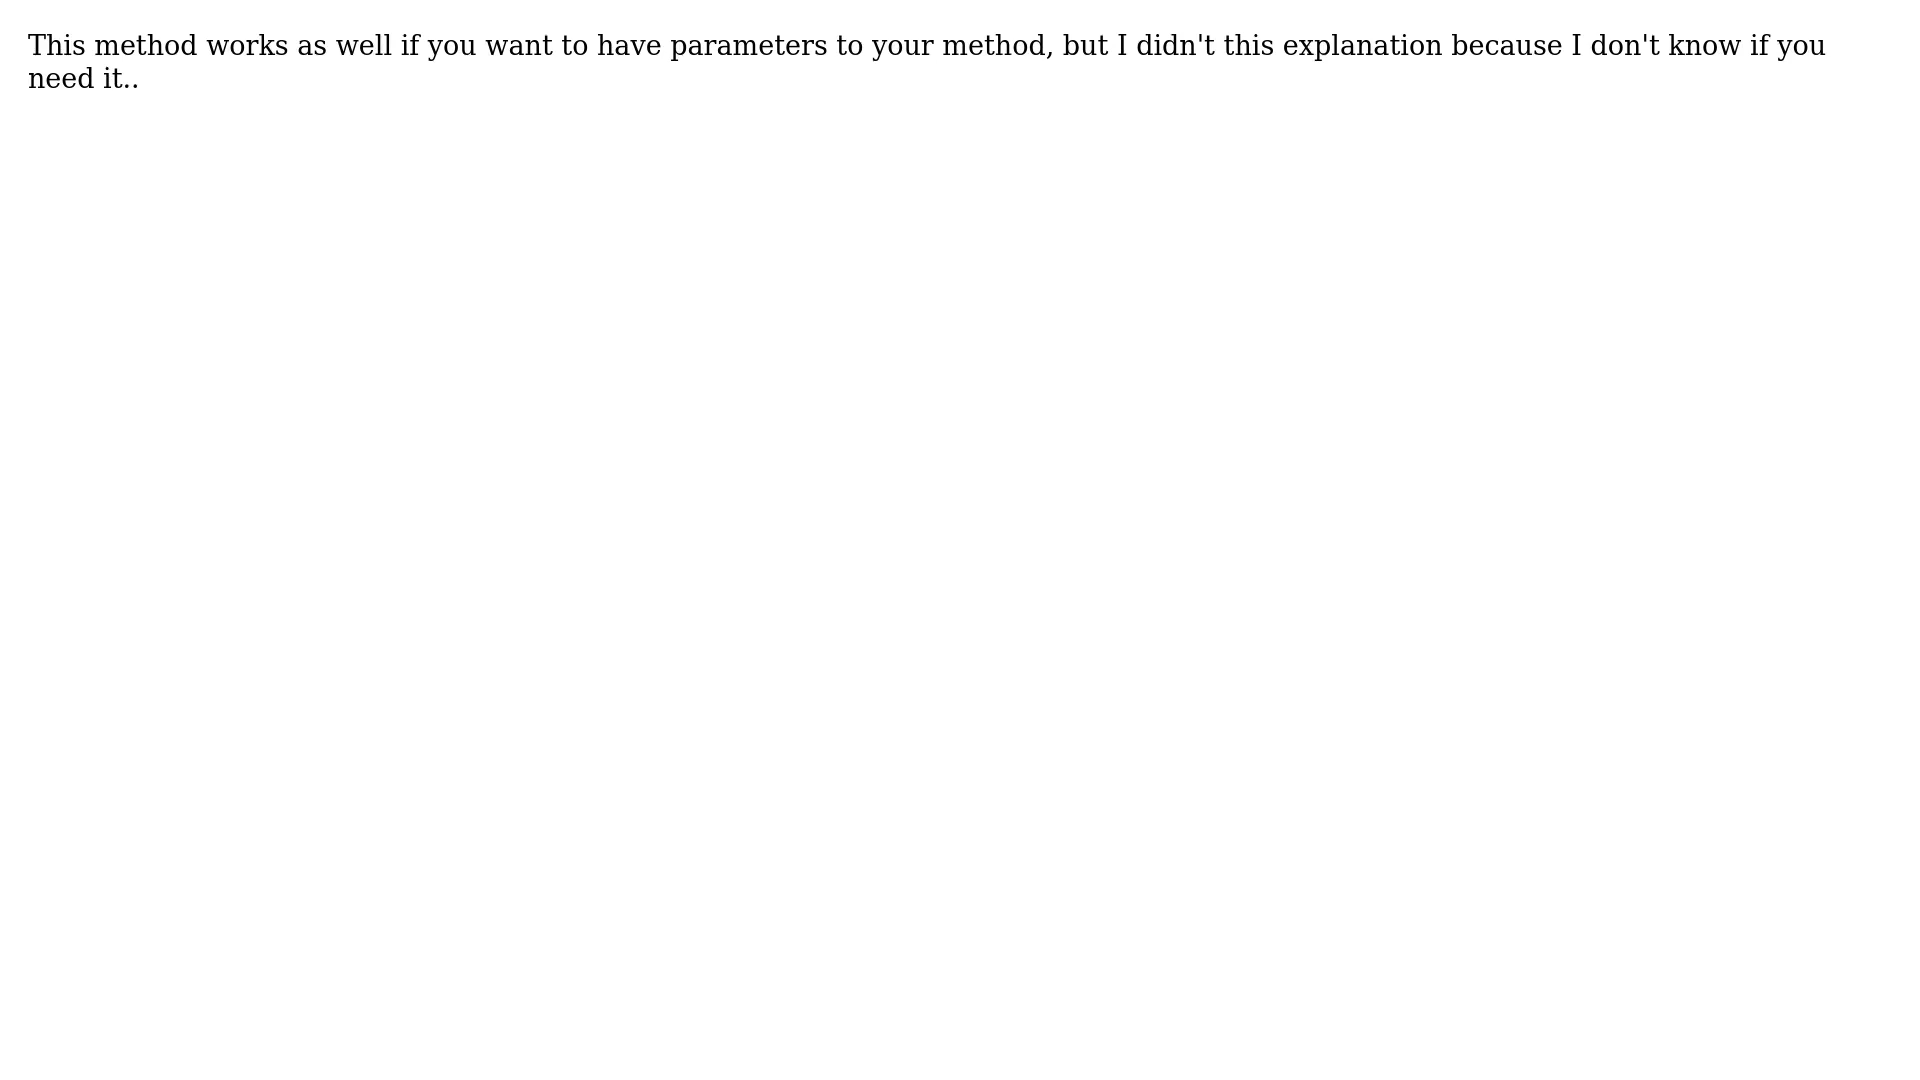 This method works as well if you want to have parameters to your method, but I didn't this explanation because I don't know if you
need it..